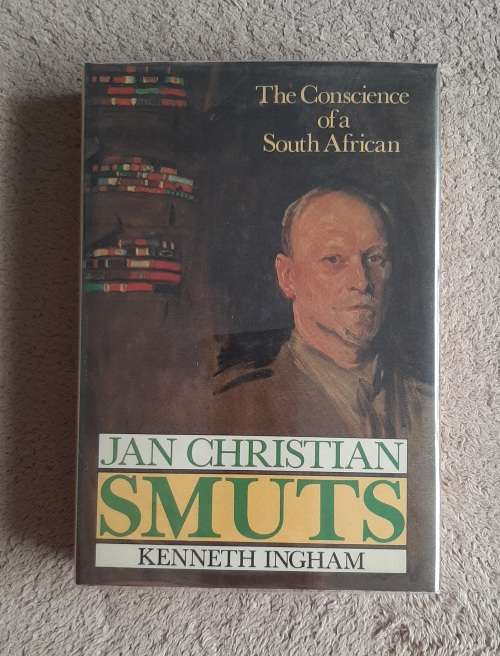 The Conscience
of a
South African
JAN CHRISTIAN
SMUTS
KENNETH INGHAM